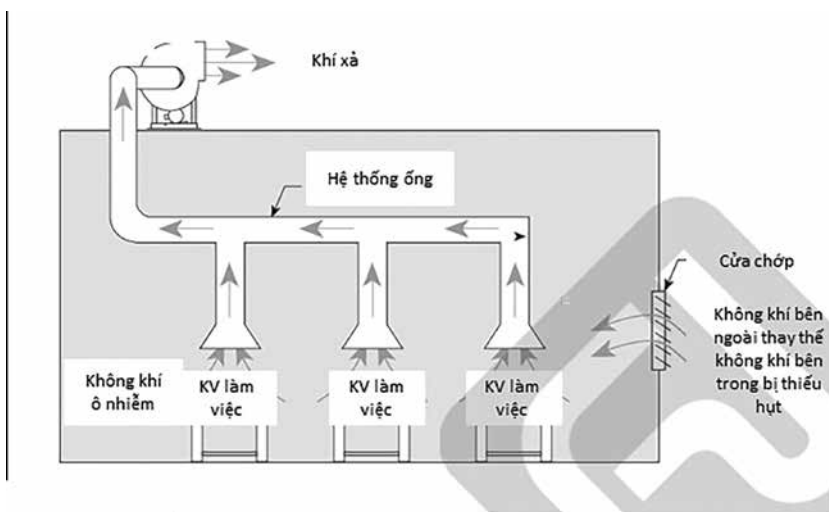 Khí xả
Hệ thống ống
Cửa chớp
Không khí bên
ngoài thay thế
không khí bên
trong bị thiếu
hụt
Không khí
ô nhiễm
KV làm
việc
KV làm
việc
KV làm
việc